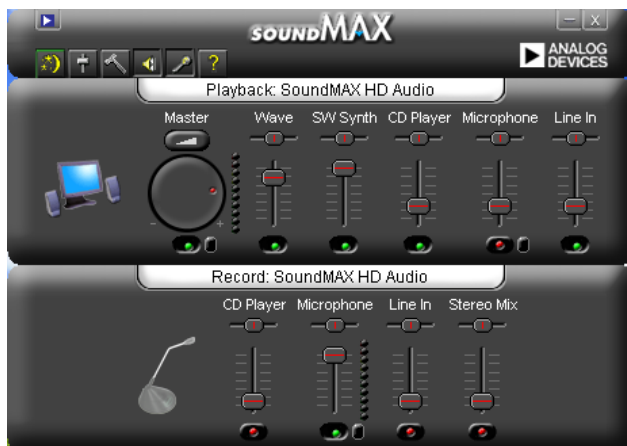 SOUNDMAX
ANALOG
DEVICES
?
Playback: SoundMAX HD Audio
Master Wave SW Synth CD Player Microphone Line In
- +
Record: SoundMAX HD Audio
CD Player Microphone Line In Stereo Mix